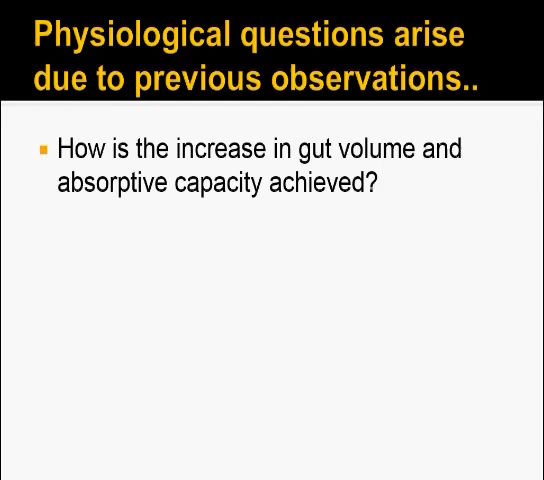 Physiological questions arise
due to previous observations..
How is the increase in gut volume and
absorptive capacity achieved?